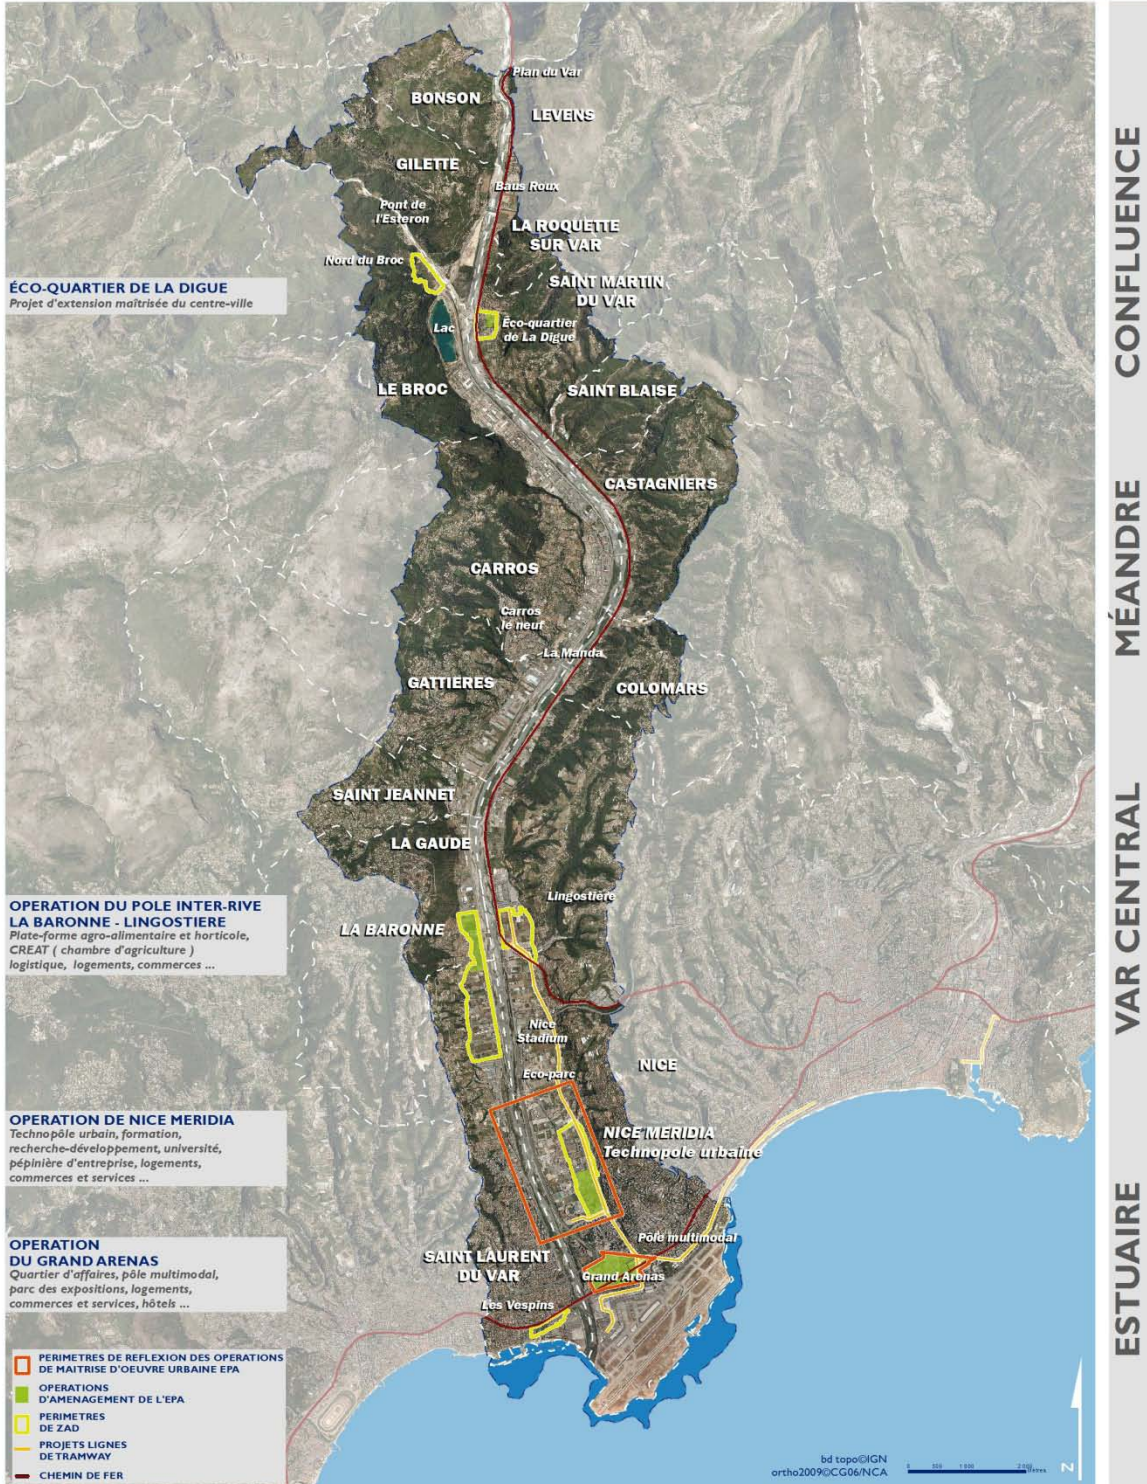 Plan du Var
BONSON
LEVENS
GILETTE
Baus Roux
Pont de
l'Esteron
LA ROQUETTE
SUR VAR
Nord du Broc
SAINT MARTIN
DU VAR
ÉCO-QUARTIER DE LA DIGUE
Projet d'extension maîtrisée du centre-ville
Lac
Éco-quartier
de La Digue
LE BROC
SAINT BLAISE
CASTAGNIERS
CARROS
Carros
le neuf
La Manda
GATTIERES
COLOMARS
SAINT JEANNET
LA GAUDE
Lingostière
LA BARONNE
OPERATION DU POLE INTER-RIVE
LA BARONNE - LINGOSTIERE
Plate-forme agro-alimentaire et horticole,
CREAT ( chambre d'agriculture )
logistique, logements, commerces ...
Nice
Stadium
NICE
Eco-parc
OPERATION DE NICE MERIDIA
Technopôle urbain, formation,
recherche-développement, université,
pépinière d'entreprise, logements,
commerces et services ...
NICE MERIDIA
Technopole urbaine
OPERATION
DU GRAND ARENAS
Quartier d'affaires, pôle multimodal,
parc des expositions, logements,
commerces et services, hôtels ...
Pôle multimodal
SAINT LAURENT
DU VAR
Grand Arenas
Les Vespins
PERIMETRES DE REFLEXION DES OPERATIONS
DE MAITRISE D'OEUVRE URBAINE EPA
OPERATIONS
D'AMENAGEMENT DE L'EPA
PERIMETRES
DE ZAD
PROJETS LIGNES
DE TRAMWAY
CHEMIN DE FER
bd topo©IGN
ortho2009©CG06/NCA
N
CONFLUENCE
MÉANDRE
VAR CENTRAL
ESTUAIRE